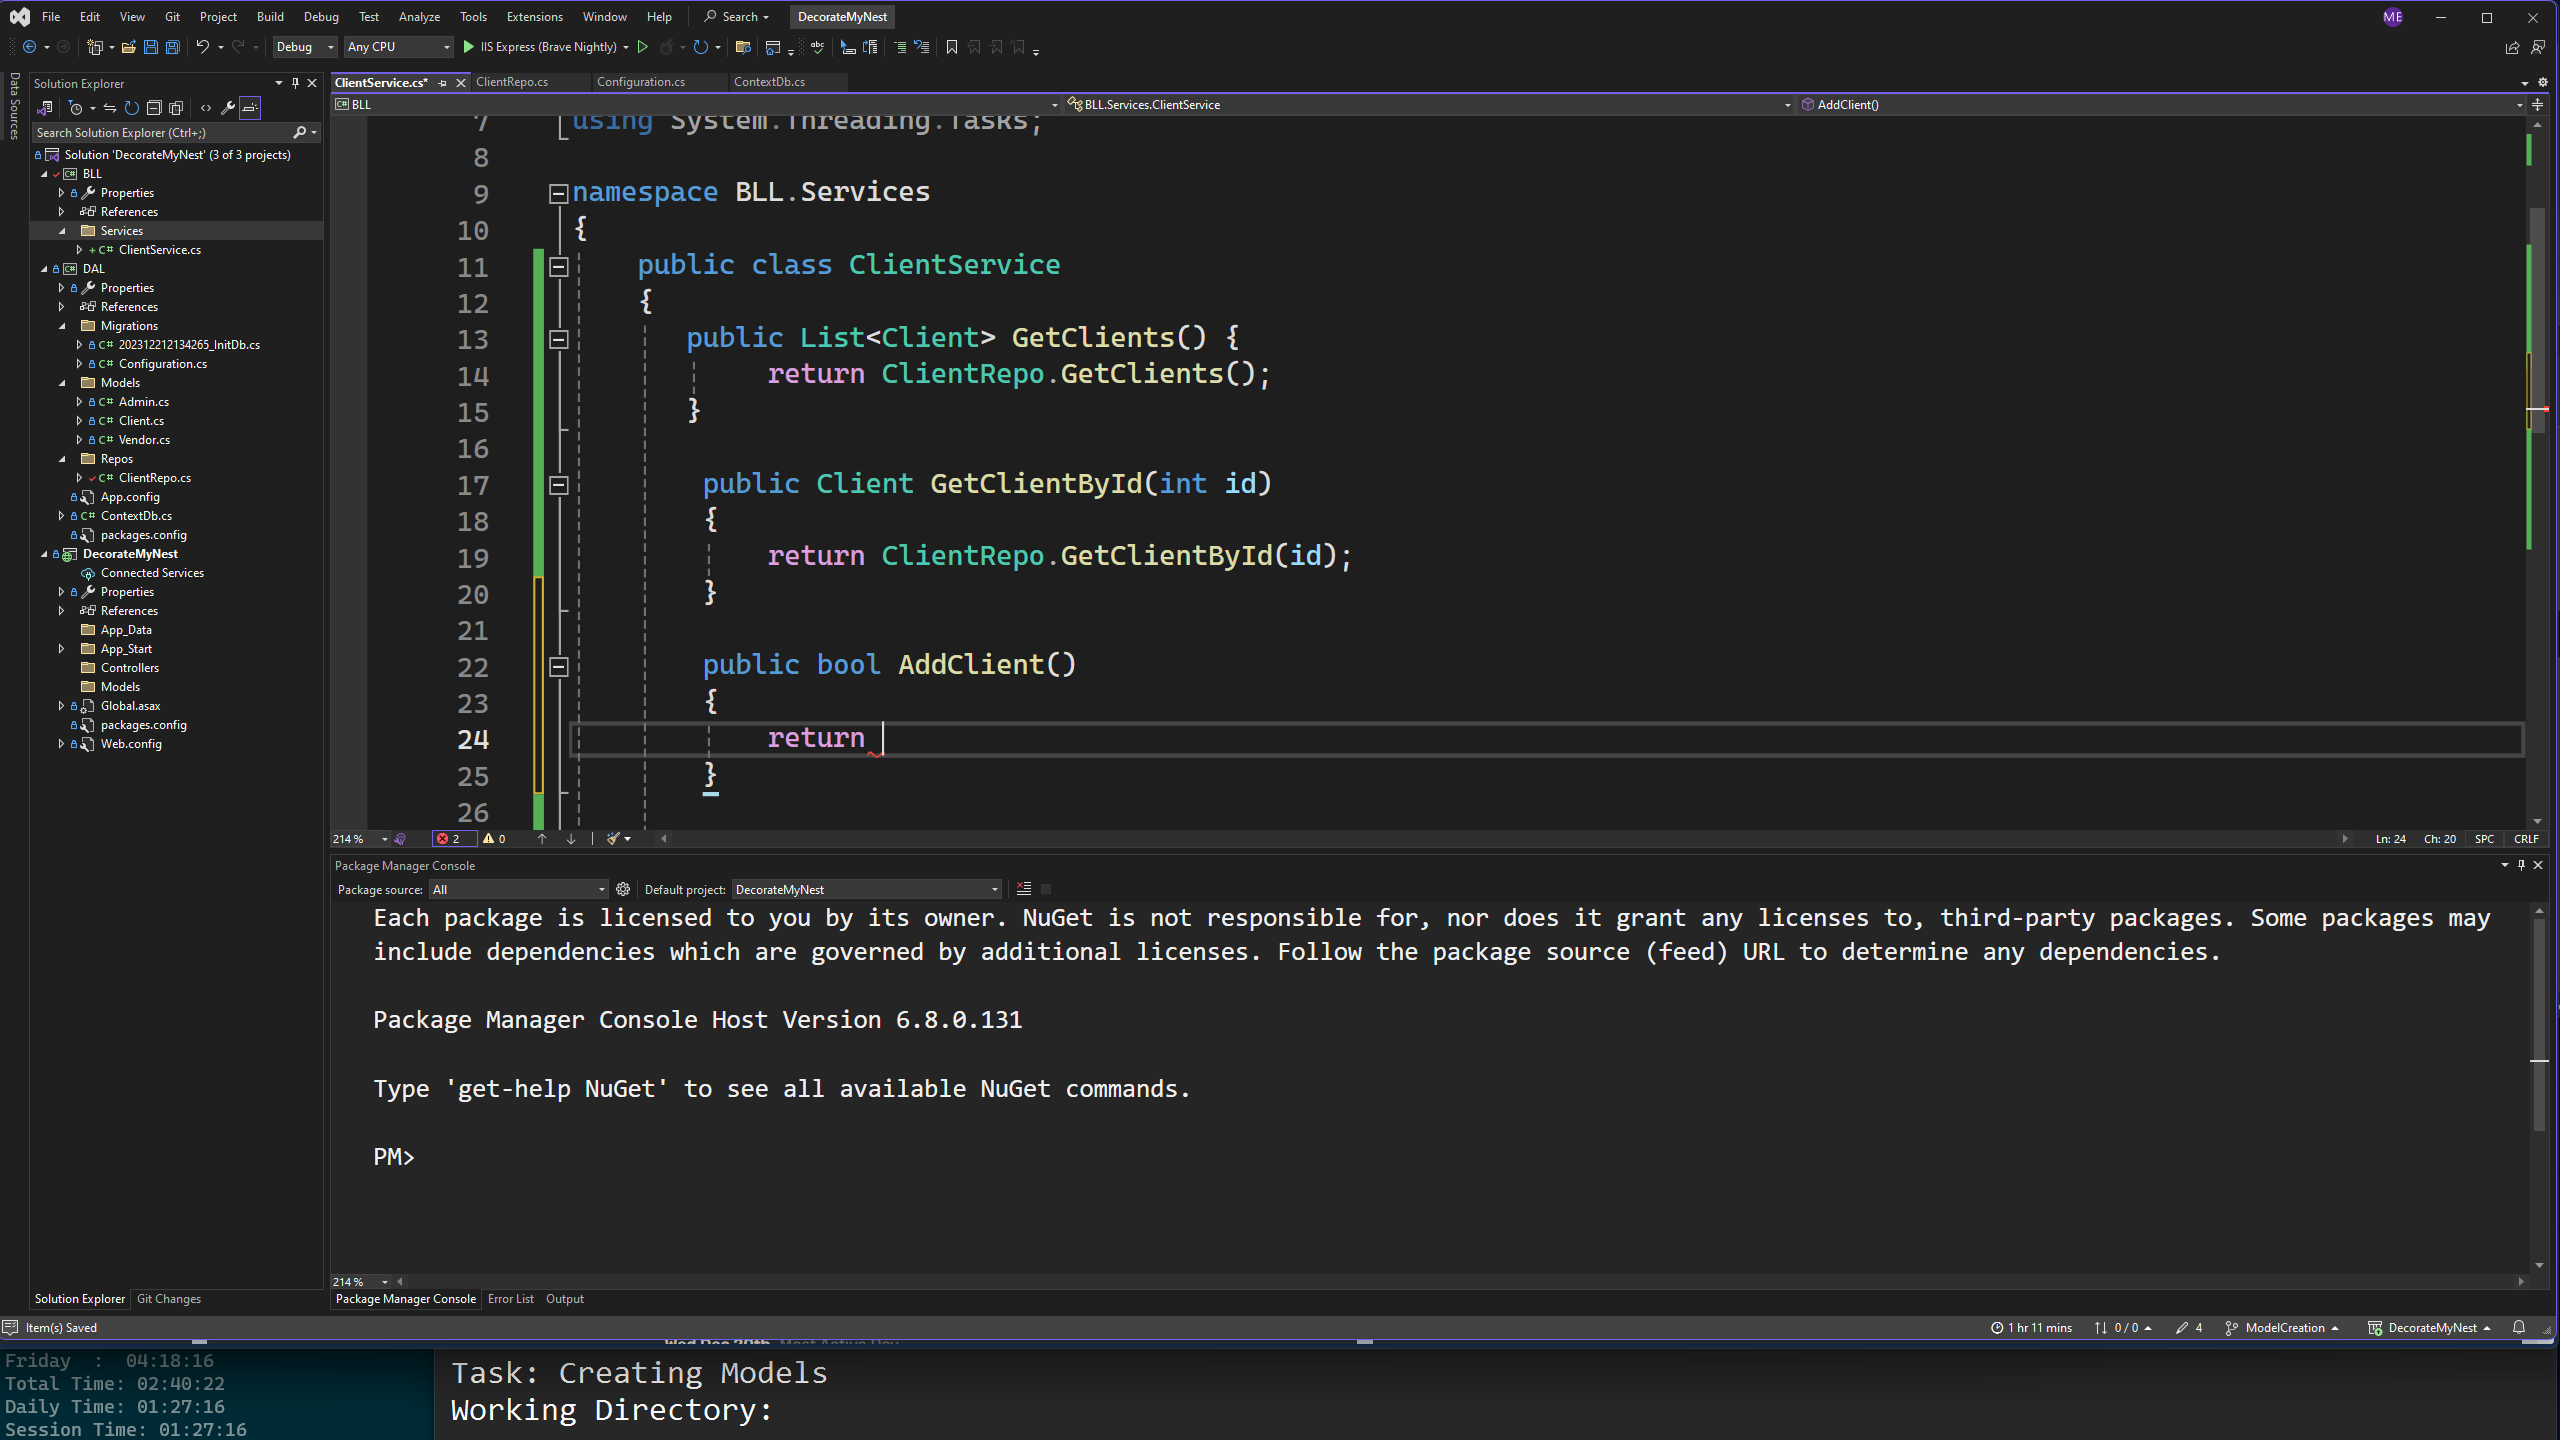 File Edit View Git Project Build Debug Test Analyze Tools Extensions Window Help Search DecorateMyNest ME
Debug Any CPU IIS Express (Brave Nightly)
Data Sources
Solution Explorer
Search Solution Explorer (Ctrl+;)
Solution 'DecorateMyNest' (3 of 3 projects)
BLL
Properties
References
Services
ClientService.cs
DAL
Properties
References
Migrations
202312212134265_InitDb.cs
Configuration.cs
Models
Admin.cs
Client.cs
Vendor.cs
Repos
ClientRepo.cs
App.config
ContextDb.cs
packages.config
DecorateMyNest
Connected Services
Properties
References
App_Data
App_Start
Controllers
Models
Global.asax
packages.config
Web.config
Solution Explorer Git Changes
ClientService.cs* ClientRepo.cs Configuration.cs ContextDb.cs
BLL BLL.Services.ClientService AddClient()
7 using System.Threading.Tasks;
8
9 namespace BLL.Services
10 {
11 public class ClientService
12 {
13 public List<Client> GetClients() {
14 return ClientRepo.GetClients();
15 }
16
17 public Client GetClientById(int id)
18 {
19 return ClientRepo.GetClientById(id);
20 }
21
22 public bool AddClient()
23 {
24 return
25 }
26
214 % 2 0 Ln: 24 Ch: 20 SPC CRLF
Package Manager Console
Package source: All Default project: DecorateMyNest
Each package is licensed to you by its owner. NuGet is not responsible for, nor does it grant any licenses to, third-party packages. Some packages may
include dependencies which are governed by additional licenses. Follow the package source (feed) URL to determine any dependencies.
Package Manager Console Host Version 6.8.0.131
Type 'get-help NuGet' to see all available NuGet commands.
PM>
214 %
Package Manager Console Error List Output
Item(s) Saved 1 hr 11 mins 0 / 0 4 ModelCreation DecorateMyNest
Wed Dec 20th Most Active Day
Friday : 04:18:16
Total Time: 02:40:22
Daily Time: 01:27:16
Session Time: 01:27:16
Task: Creating Models
Working Directory: